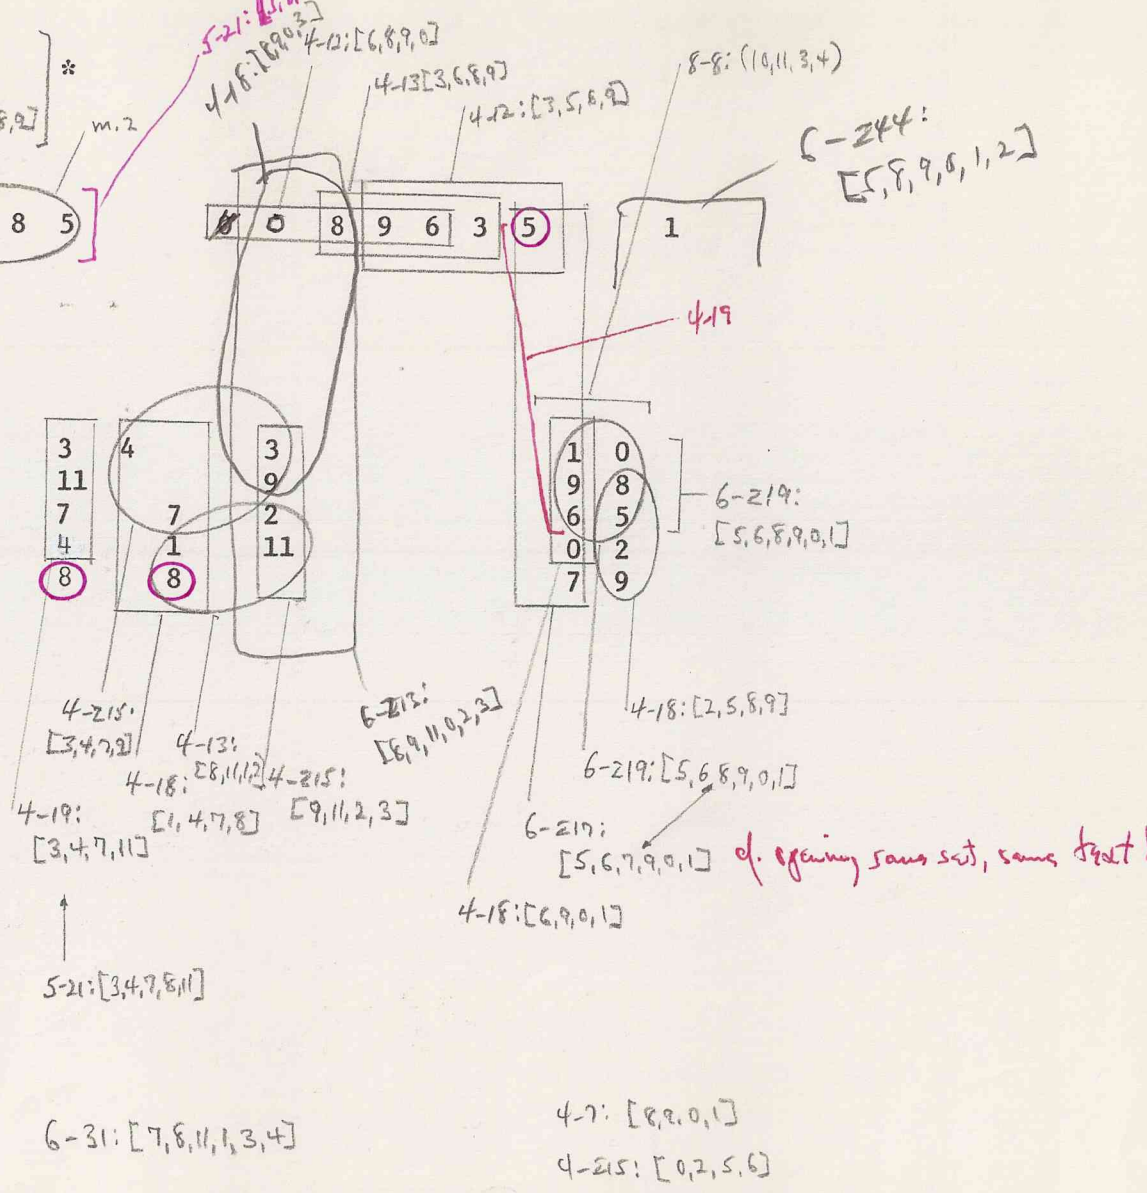 5-21:
4-18:[8,9,0,3]
4-12:[6,8,9,0]
4-13[3,6,8,9]
4-12:[3,5,6,9]
8-8: (10,11,3,4)
*
8,9]
m.2
6-Z44:
[5,8,9,0,1,2]
8 5 0 8 9 6 3 5 1
4-19
3 4 3 1 0
11 9 9 8
7 7 2 6 5
4 1 11 0 2
8 8 7 9
6-Z19:
[5,6,8,9,0,1]
4-Z15:
[3,4,7,9]
4-13:
[8,11,1,2]
4-18:
[1,4,7,8]
4-Z15:
[9,11,2,3]
6-Z13:
[8,9,11,0,2,3]
4-18:[2,5,8,9]
6-Z19:[5,6,8,9,0,1]
4-19:
[3,4,7,11]
6-Z17:
[5,6,7,9,0,1] cf. opening same set, same text!
4-18:[6,9,0,1]
5-21:[3,4,7,8,11]
6-31:[7,8,11,1,3,4]
4-7: [8,9,0,1]
4-Z15: [0,2,5,6]